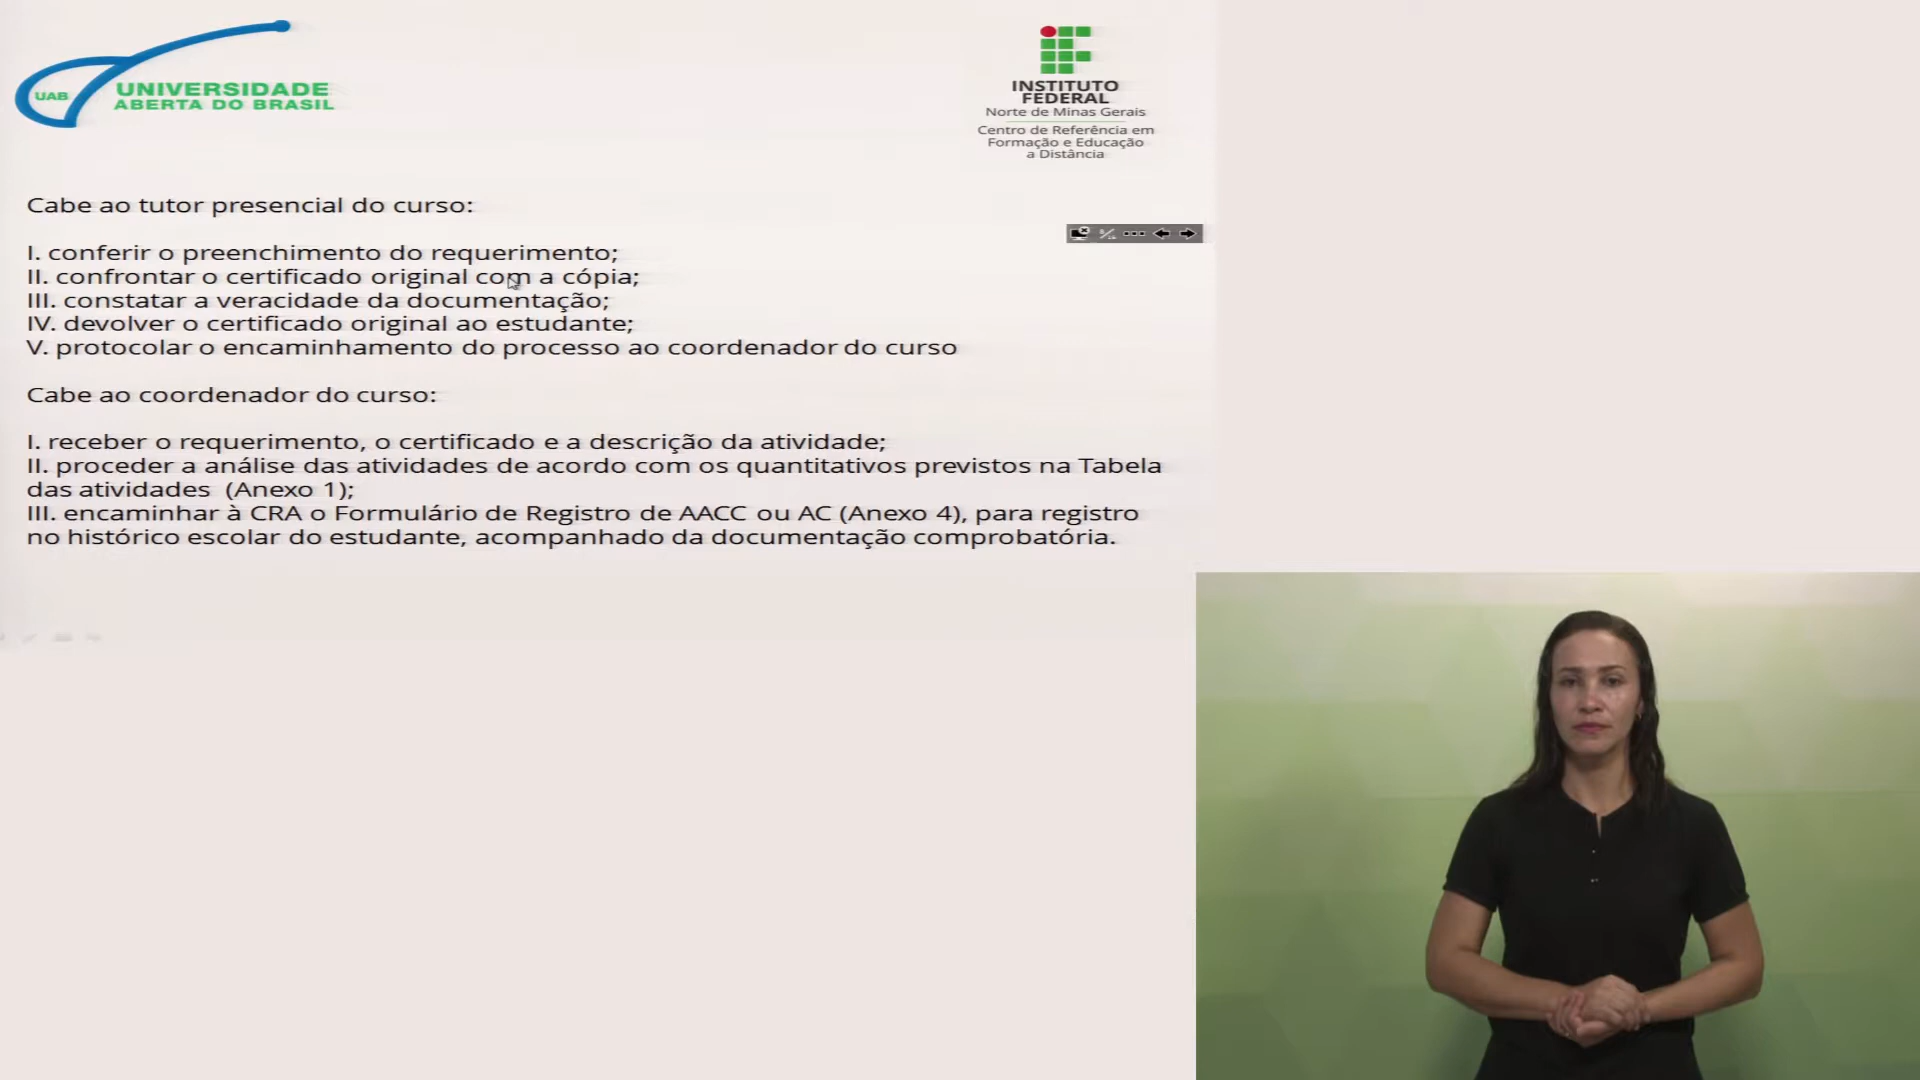 UAB
UNIVERSIDADE
ABERTA DO BRASIL
INSTITUTO
FEDERAL
Norte de Minas Gerais
Centro de Referência em
Formação e Educação
a Distância
Cabe ao tutor presencial do curso:
I. conferir o preenchimento do requerimento;
II. confrontar o certificado original com a cópia;
III. constatar a veracidade da documentação;
IV. devolver o certificado original ao estudante;
V. protocolar o encaminhamento do processo ao coordenador do curso
Cabe ao coordenador do curso:
I. receber o requerimento, o certificado e a descrição da atividade;
II. proceder a análise das atividades de acordo com os quantitativos previstos na Tabela
das atividades (Anexo 1);
III. encaminhar à CRA o Formulário de Registro de AACC ou AC (Anexo 4), para registro
no histórico escolar do estudante, acompanhado da documentação comprobatória.